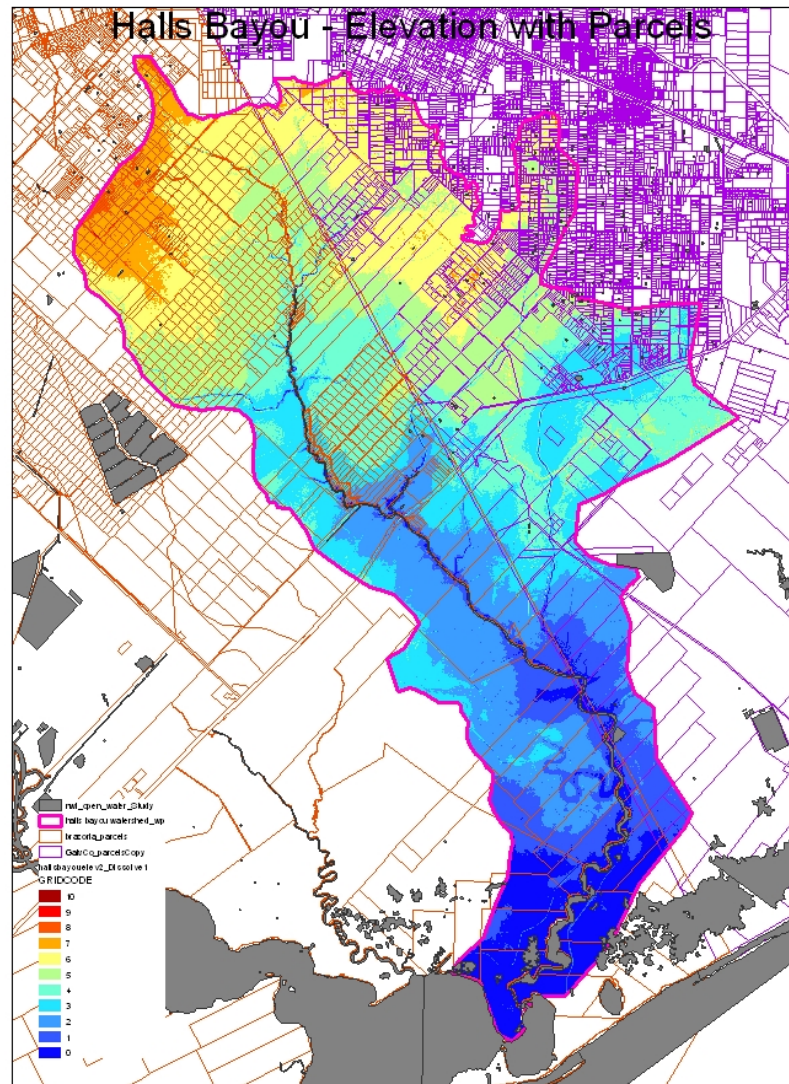 Halls Bayou - Elevation with Parcels
nwi_open_water_Study
halls bayou watershed_wp
brazoria_parcels
GalvCo_parcelsCopy
hallsbayouelev2_Dissolve1
GRIDCODE
10
9
8
7
6
5
4
3
2
1
0